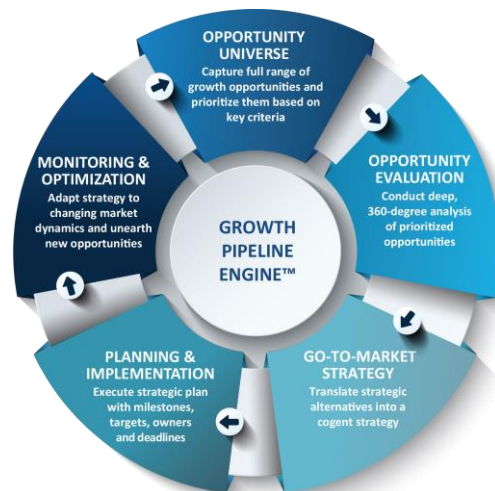 OPPORTUNITY
UNIVERSE
Capture full range of
growth opportunities and
prioritize them based on
key criteria
OPPORTUNITY
EVALUATION
Conduct deep,
360-degree analysis
of prioritized
opportunities
GO-TO-MARKET
STRATEGY
Translate strategic
alternatives into a
cogent strategy
PLANNING &
IMPLEMENTATION
Execute strategic plan
with milestones,
targets, owners
and deadlines
MONITORING &
OPTIMIZATION
Adapt strategy to
changing market
dynamics and unearth
new opportunities
GROWTH
PIPELINE
ENGINE™